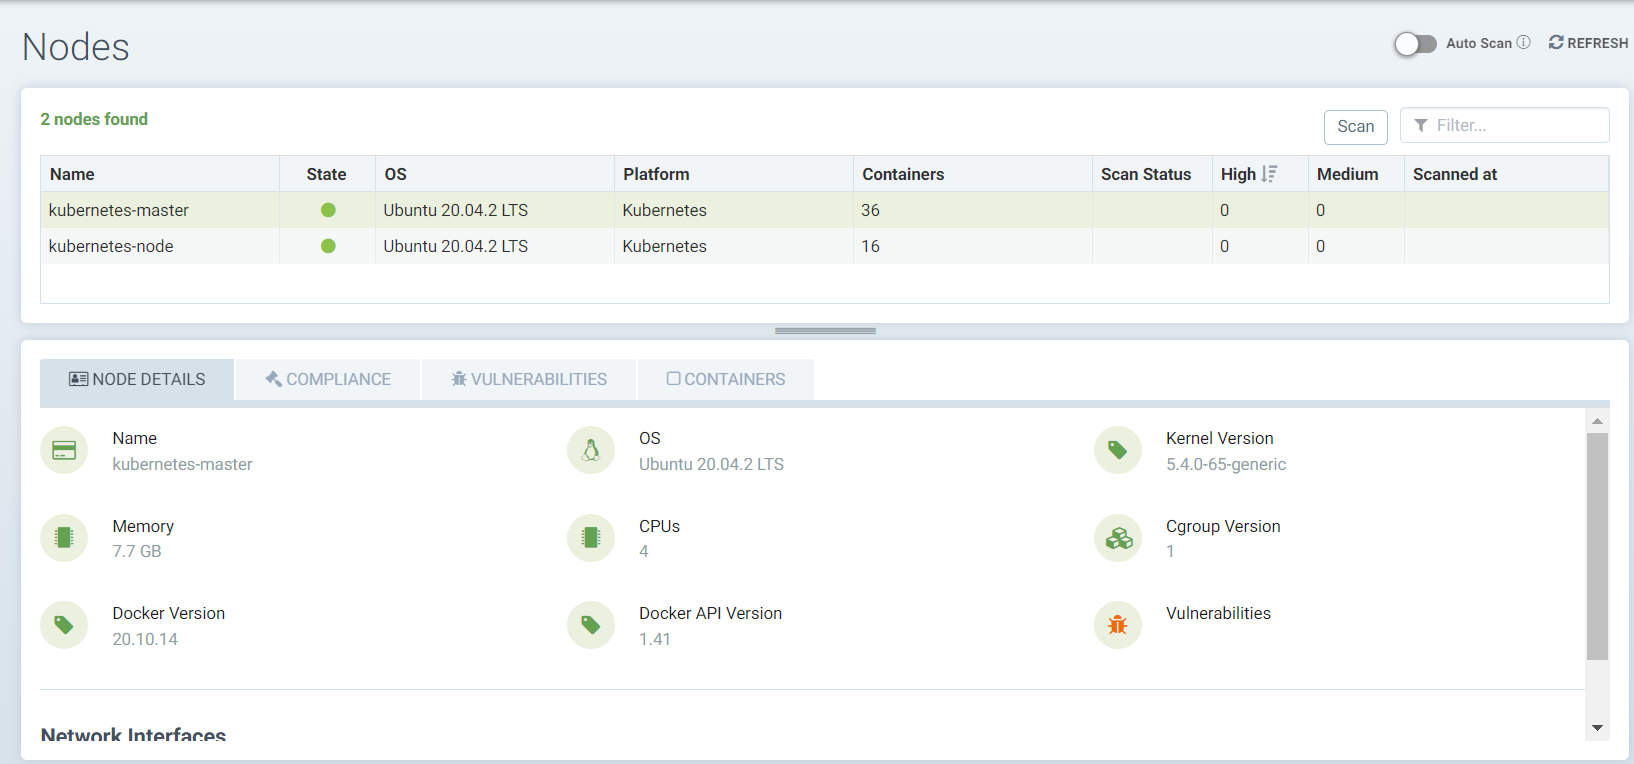 Nodes
Auto Scan REFRESH
2 nodes found
Scan Filter...
Name State OS Platform Containers Scan Status High Medium Scanned at
kubernetes-master Ubuntu 20.04.2 LTS Kubernetes 36 0 0
kubernetes-node Ubuntu 20.04.2 LTS Kubernetes 16 0 0
NODE DETAILS COMPLIANCE VULNERABILITIES CONTAINERS
Name OS Kernel Version
kubernetes-master Ubuntu 20.04.2 LTS 5.4.0-65-generic
Memory CPUs Cgroup Version
7.7 GB 4 1
Docker Version Docker API Version Vulnerabilities
20.10.14 1.41
Network Interfaces